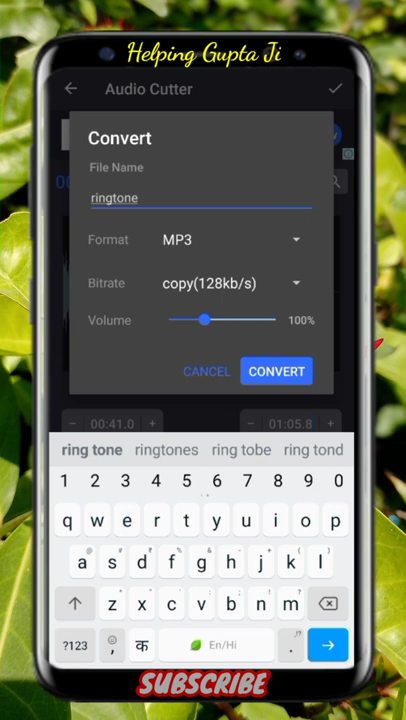 Helping Gupta Ji
Audio Cutter
Convert
File Name
ringtone
Format MP3
Bitrate copy(128kb/s)
Volume 100%
CANCEL CONVERT
− 00:41.0 + − 01:05.8 +
ring tone ringtones ring tobe ring tond
1 2 3 4 5 6 7 8 9 0
q w e r t y u i o p
a s d f g h j k l
z x c v b n m
?123 क En/Hi .
SUBSCRIBE